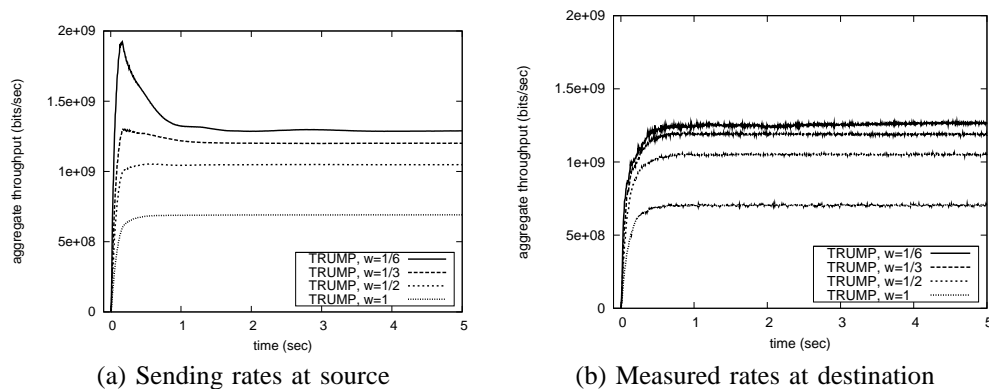 aggregate throughput (bits/sec)
2e+09
1.5e+09
1e+09
5e+08
0
0 1 2 3 4 5
time (sec)
TRUMP, w=1/6
TRUMP, w=1/3
TRUMP, w=1/2
TRUMP, w=1
(a) Sending rates at source
aggregate throughput (bits/sec)
2e+09
1.5e+09
1e+09
5e+08
0
0 1 2 3 4 5
time (sec)
TRUMP, w=1/6
TRUMP, w=1/3
TRUMP, w=1/2
TRUMP, w=1
(b) Measured rates at destination